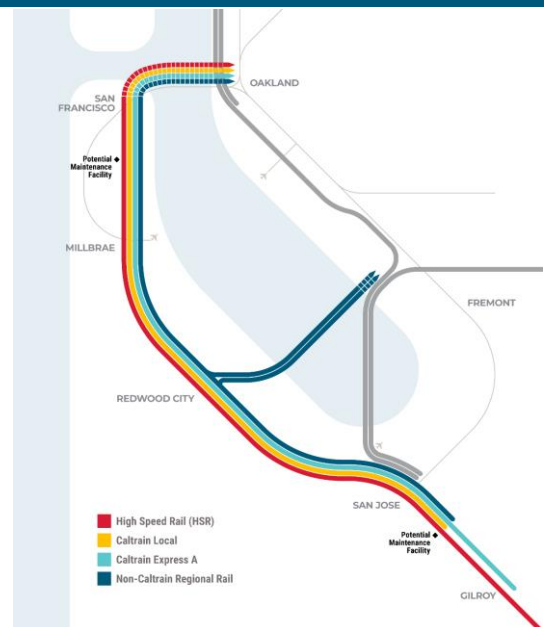 OAKLAND
SAN
FRANCISCO
Potential
Maintenance
Facility
MILLBRAE
FREMONT
REDWOOD CITY
SAN JOSE
High Speed Rail (HSR)
Caltrain Local
Caltrain Express A
Non-Caltrain Regional Rail
Potential
Maintenance
Facility
GILROY